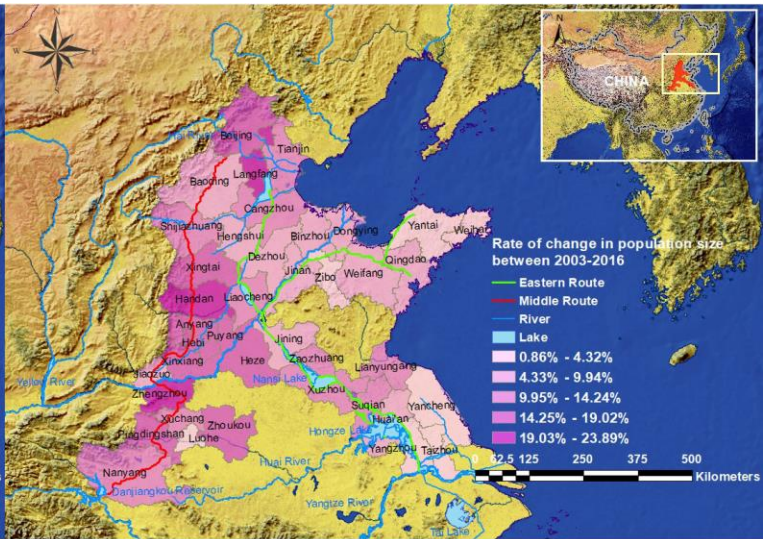 N
W
E
S
N
CHINA
Beijing
Tianjin
Langfang
Baoding
Cangzhou
Shijiazhuang
Hengshui
Binzhou
Dongying
Yantai
Weihai
Dezhou
Xingtai
Jinan
Zibo
Weifang
Qingdao
Handan
Liaocheng
Anyang
Puyang
Hebi
Jining
Xinxiang
Heze
Zaozhuang
Jiaozuo
Yellow River
Nansi Lake
Lianyungang
Zhengzhou
Xuzhou
Xuchang
Suqian
Yancheng
Zhoukou
Huai'an
Pingdingshan
Luohe
Hongze Lake
Yangzhou
Taizhou
Huai River
Nanyang
Danjiangkou Reservoir
Yangtze River
Tai Lake
Rate of change in population size
between 2003-2016
Eastern Route
Middle Route
River
Lake
0.86% - 4.32%
4.33% - 9.94%
9.95% - 14.24%
14.25% - 19.02%
19.03% - 23.89%
0 62.5 125 250 375 500
Kilometers